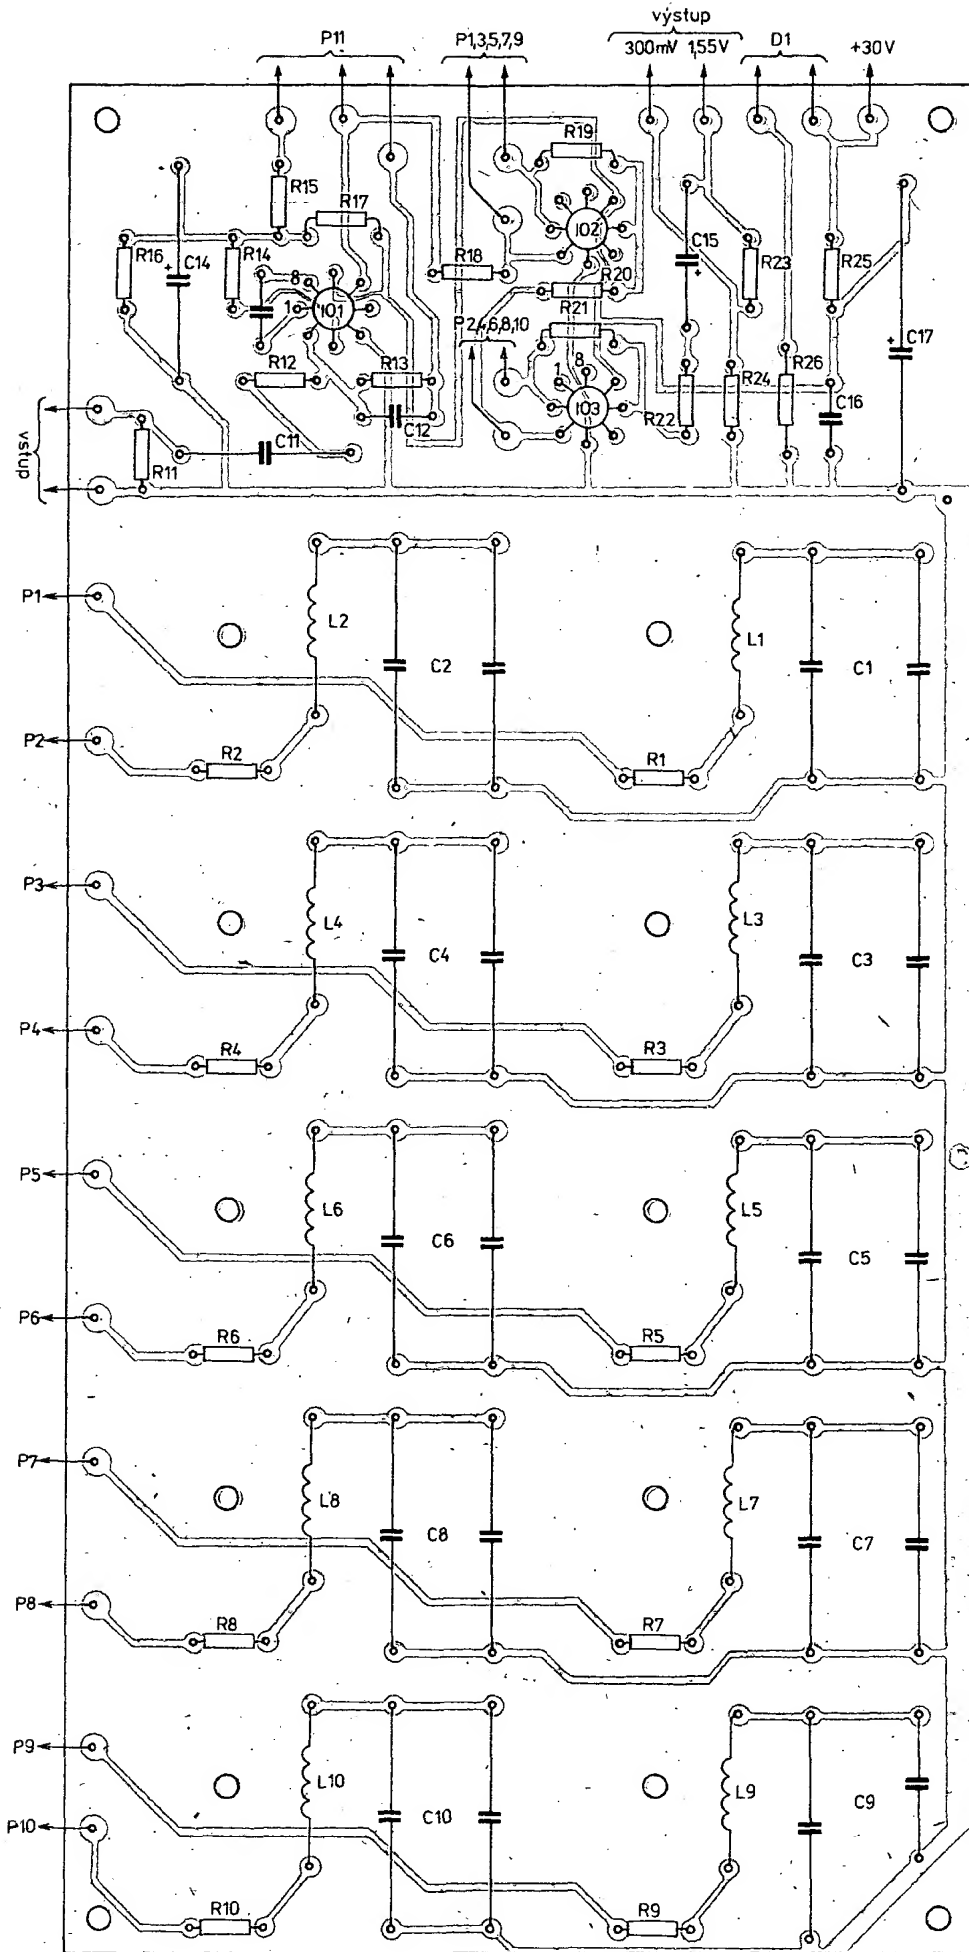 výstup
P11 P1,3,5,7,9 300mV 1,55V D1 +30V
R19
R15
R17
IO2
R16 C14 R14 R18 C15 R23 R25
8 R20
1 IO1 R21
P2,4,6,8,10 C17
R12 R13 1 8 R26
R24 C16
IO3 R22
C12
vstup R11 C11
P1 L2 L1
C2 C1
P2 R2 R1
P3 L4 L3
C4 C3
P4 R4 R3
P5 L6 L5
C6 C5
P6 R6 R5
P7 L8 L7
C8 C7
P8 R8 R7
P9 L10 L9
C9
P10 C10
R10 R9